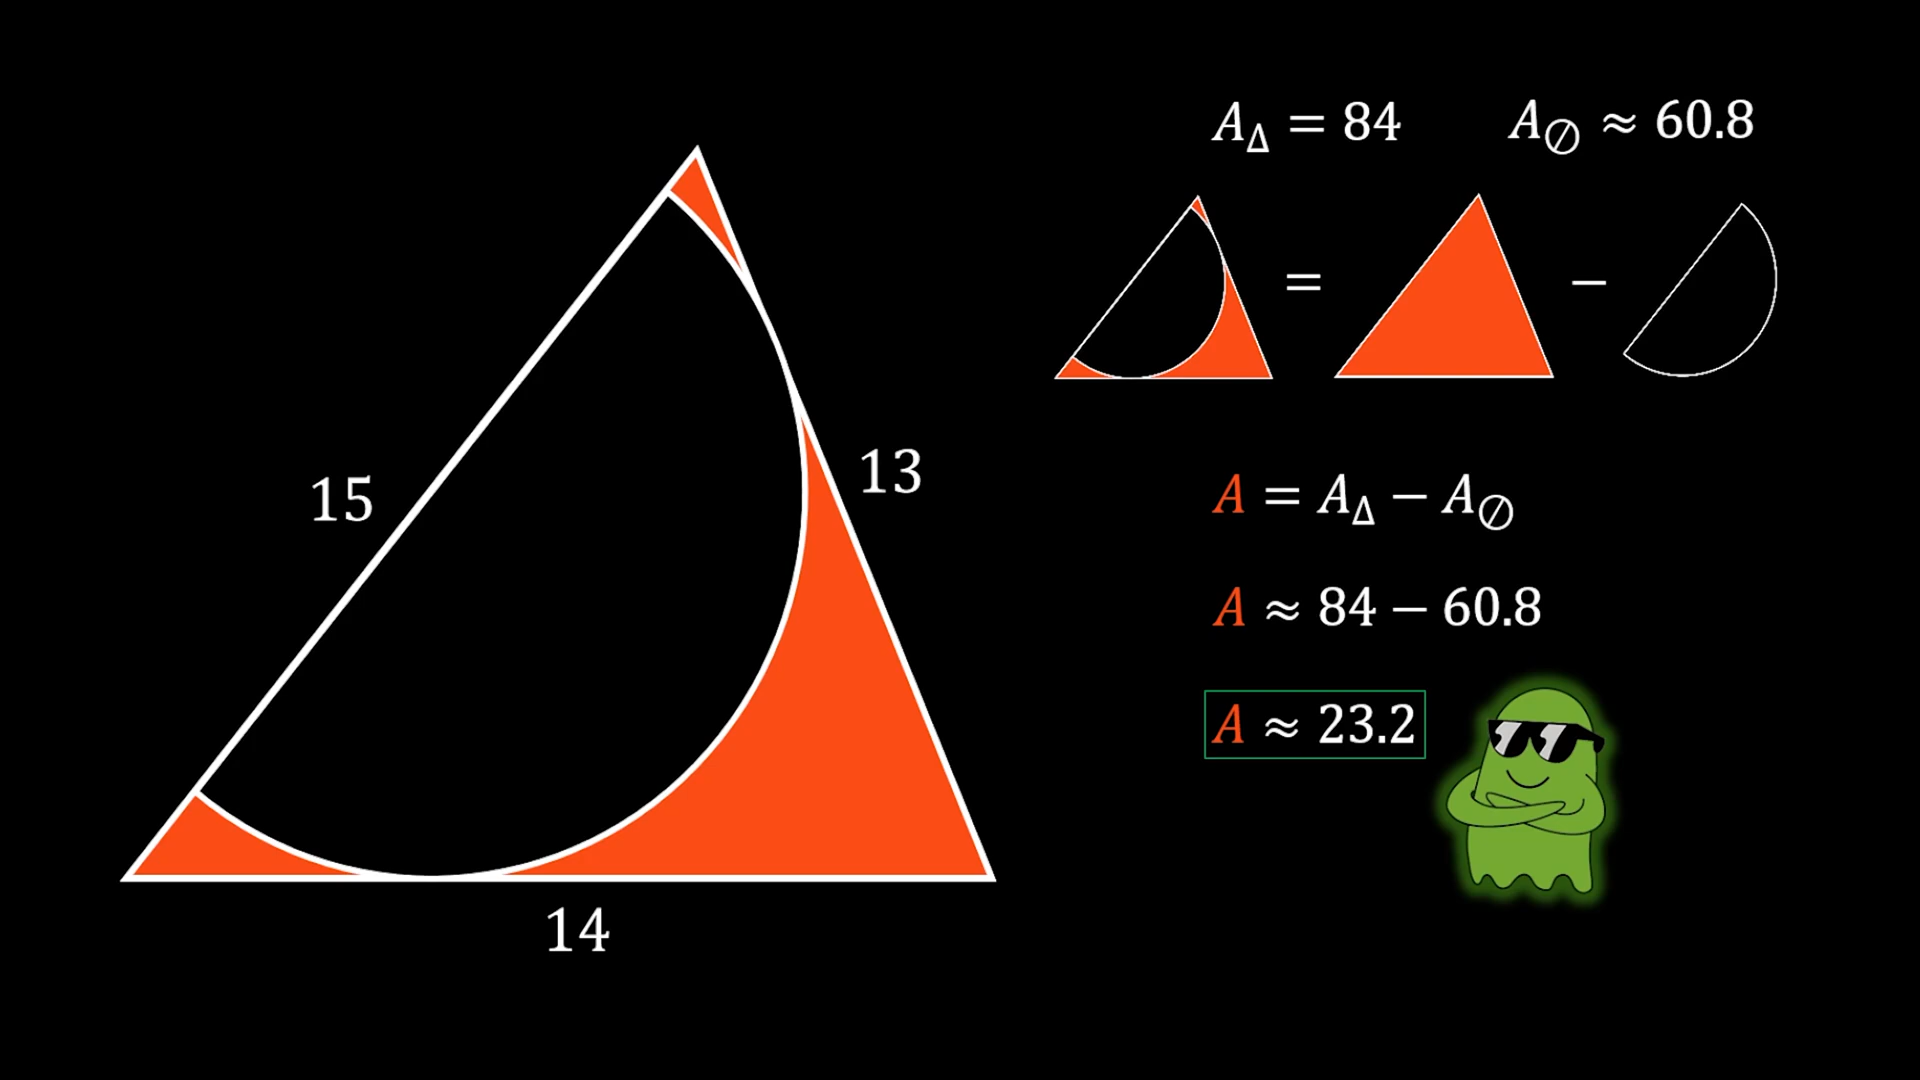 A_Δ = 84
A_⊘ ≈ 60.8
= −
15
13
14
A = A_Δ − A_⊘
A ≈ 84 − 60.8
A ≈ 23.2